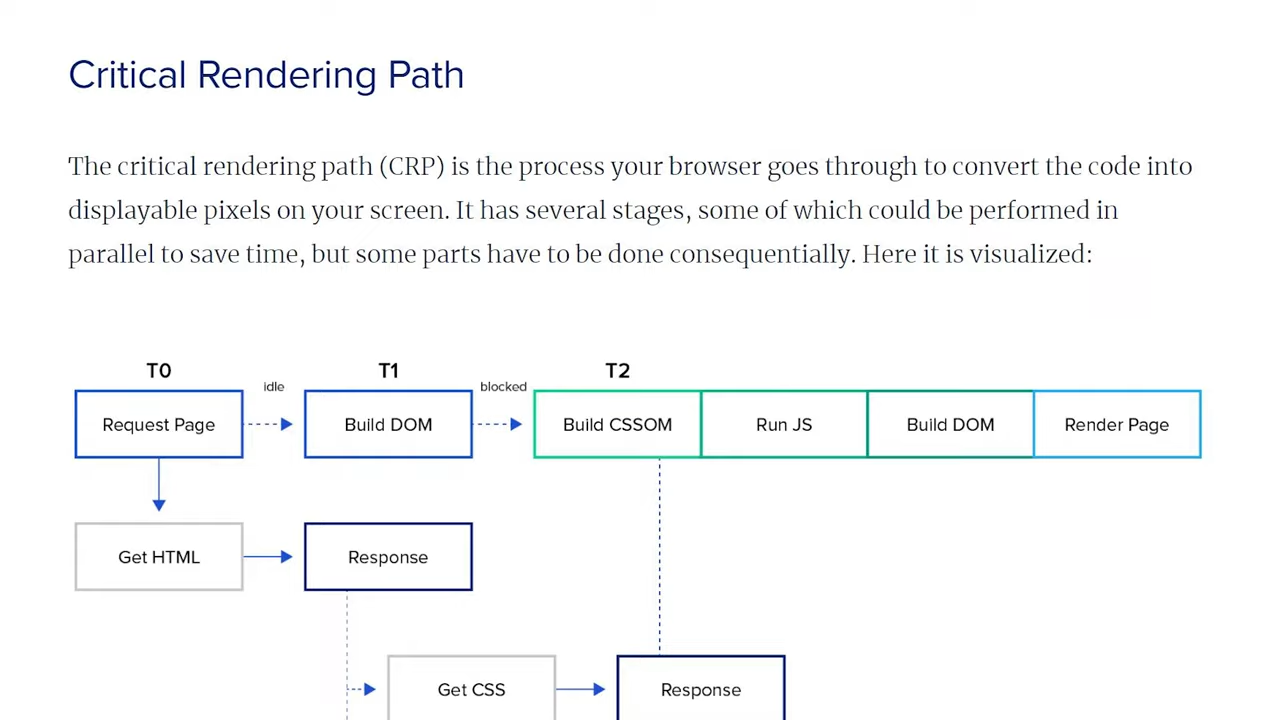 Critical Rendering Path
The critical rendering path (CRP) is the process your browser goes through to convert the code into
displayable pixels on your screen. It has several stages, some of which could be performed in
parallel to save time, but some parts have to be done consequentially. Here it is visualized:
T0 T1 T2
idle blocked
Request Page Build DOM Build CSSOM Run JS Build DOM Render Page
Get HTML Response
Get CSS Response